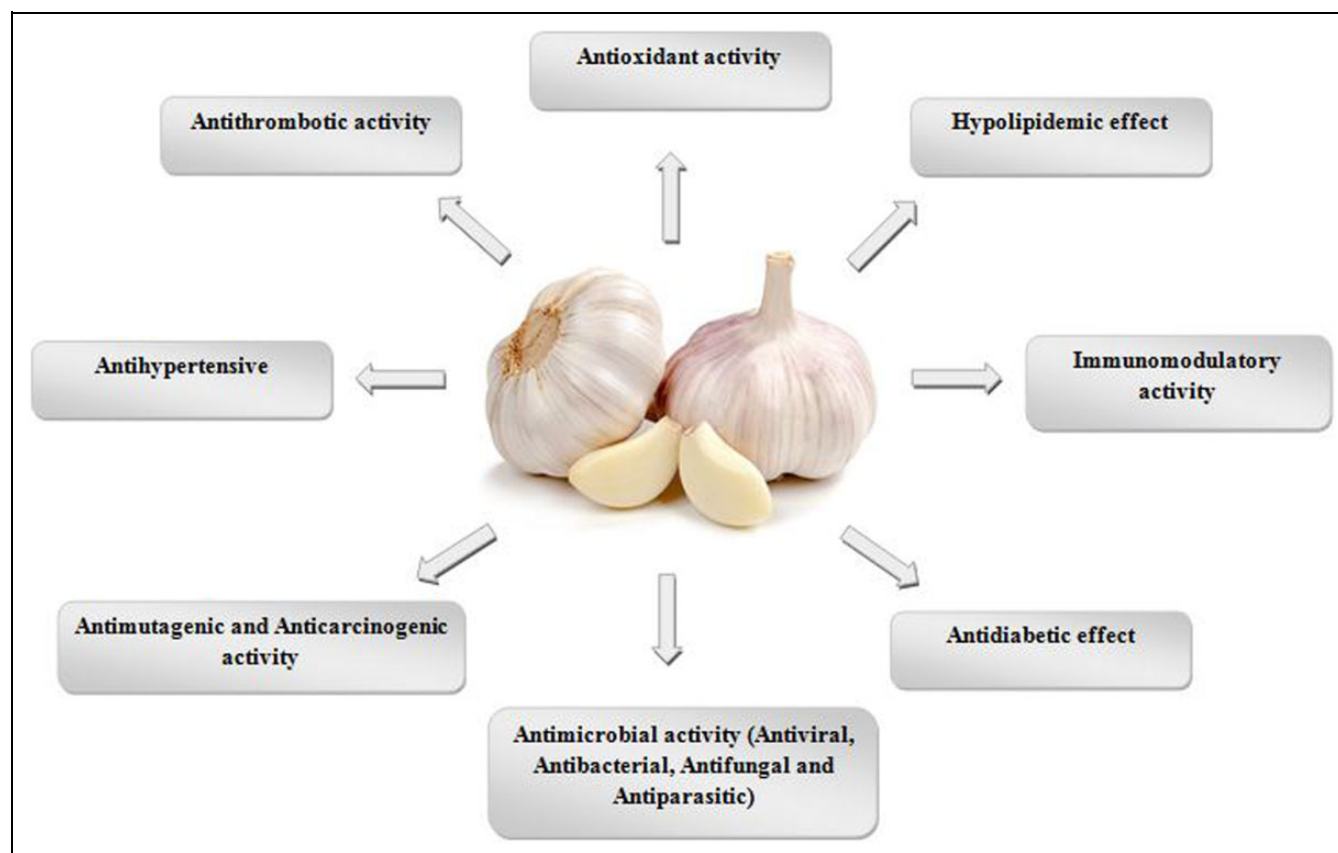 Antioxidant activity
Antithrombotic activity
Hypolipidemic effect
Antihypertensive
Immunomodulatory
activity
Antimutagenic and Anticarcinogenic
activity
Antidiabetic effect
Antimicrobial activity (Antiviral,
Antibacterial, Antifungal and
Antiparasitic)